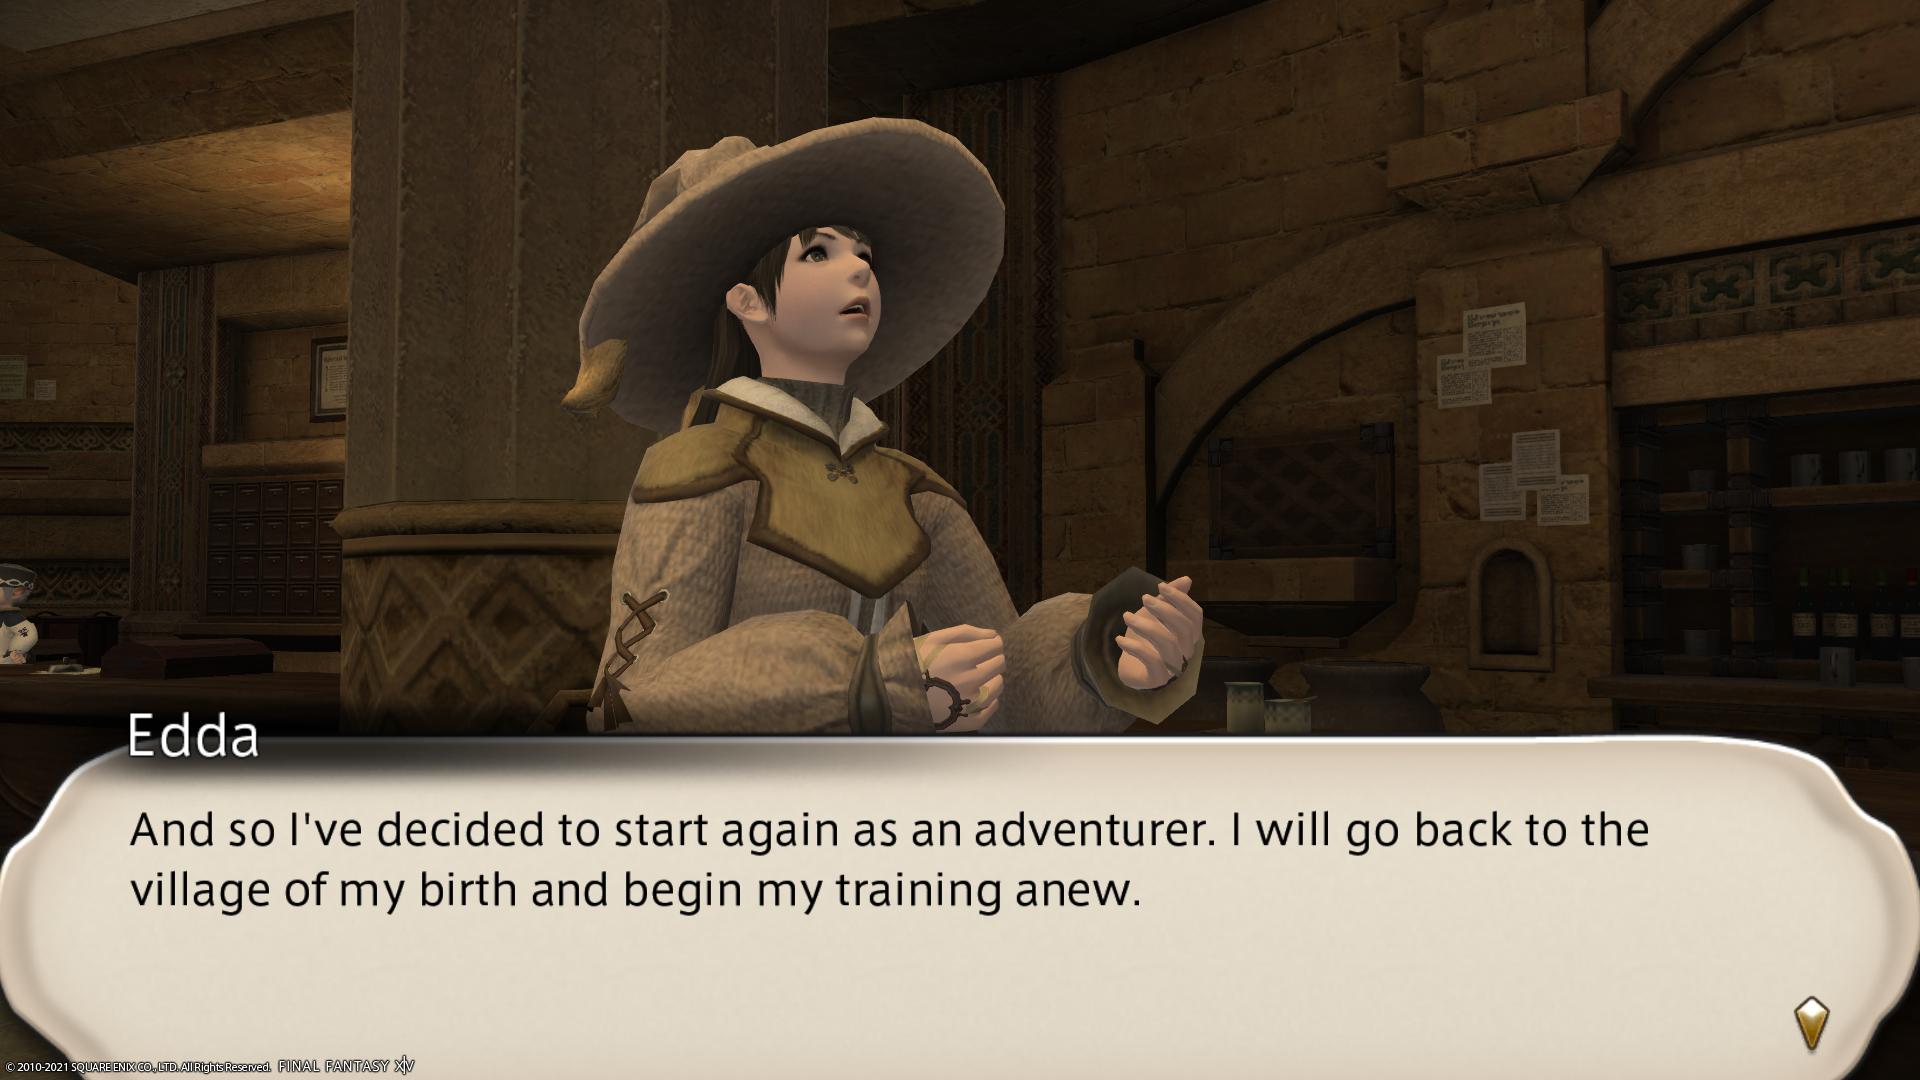 Edda
And so I've decided to start again as an adventurer. I will go back to the
village of my birth and begin my training anew.
© 2010-2021 SQUARE ENIX CO., LTD. All Rights Reserved. FINAL FANTASY XIV